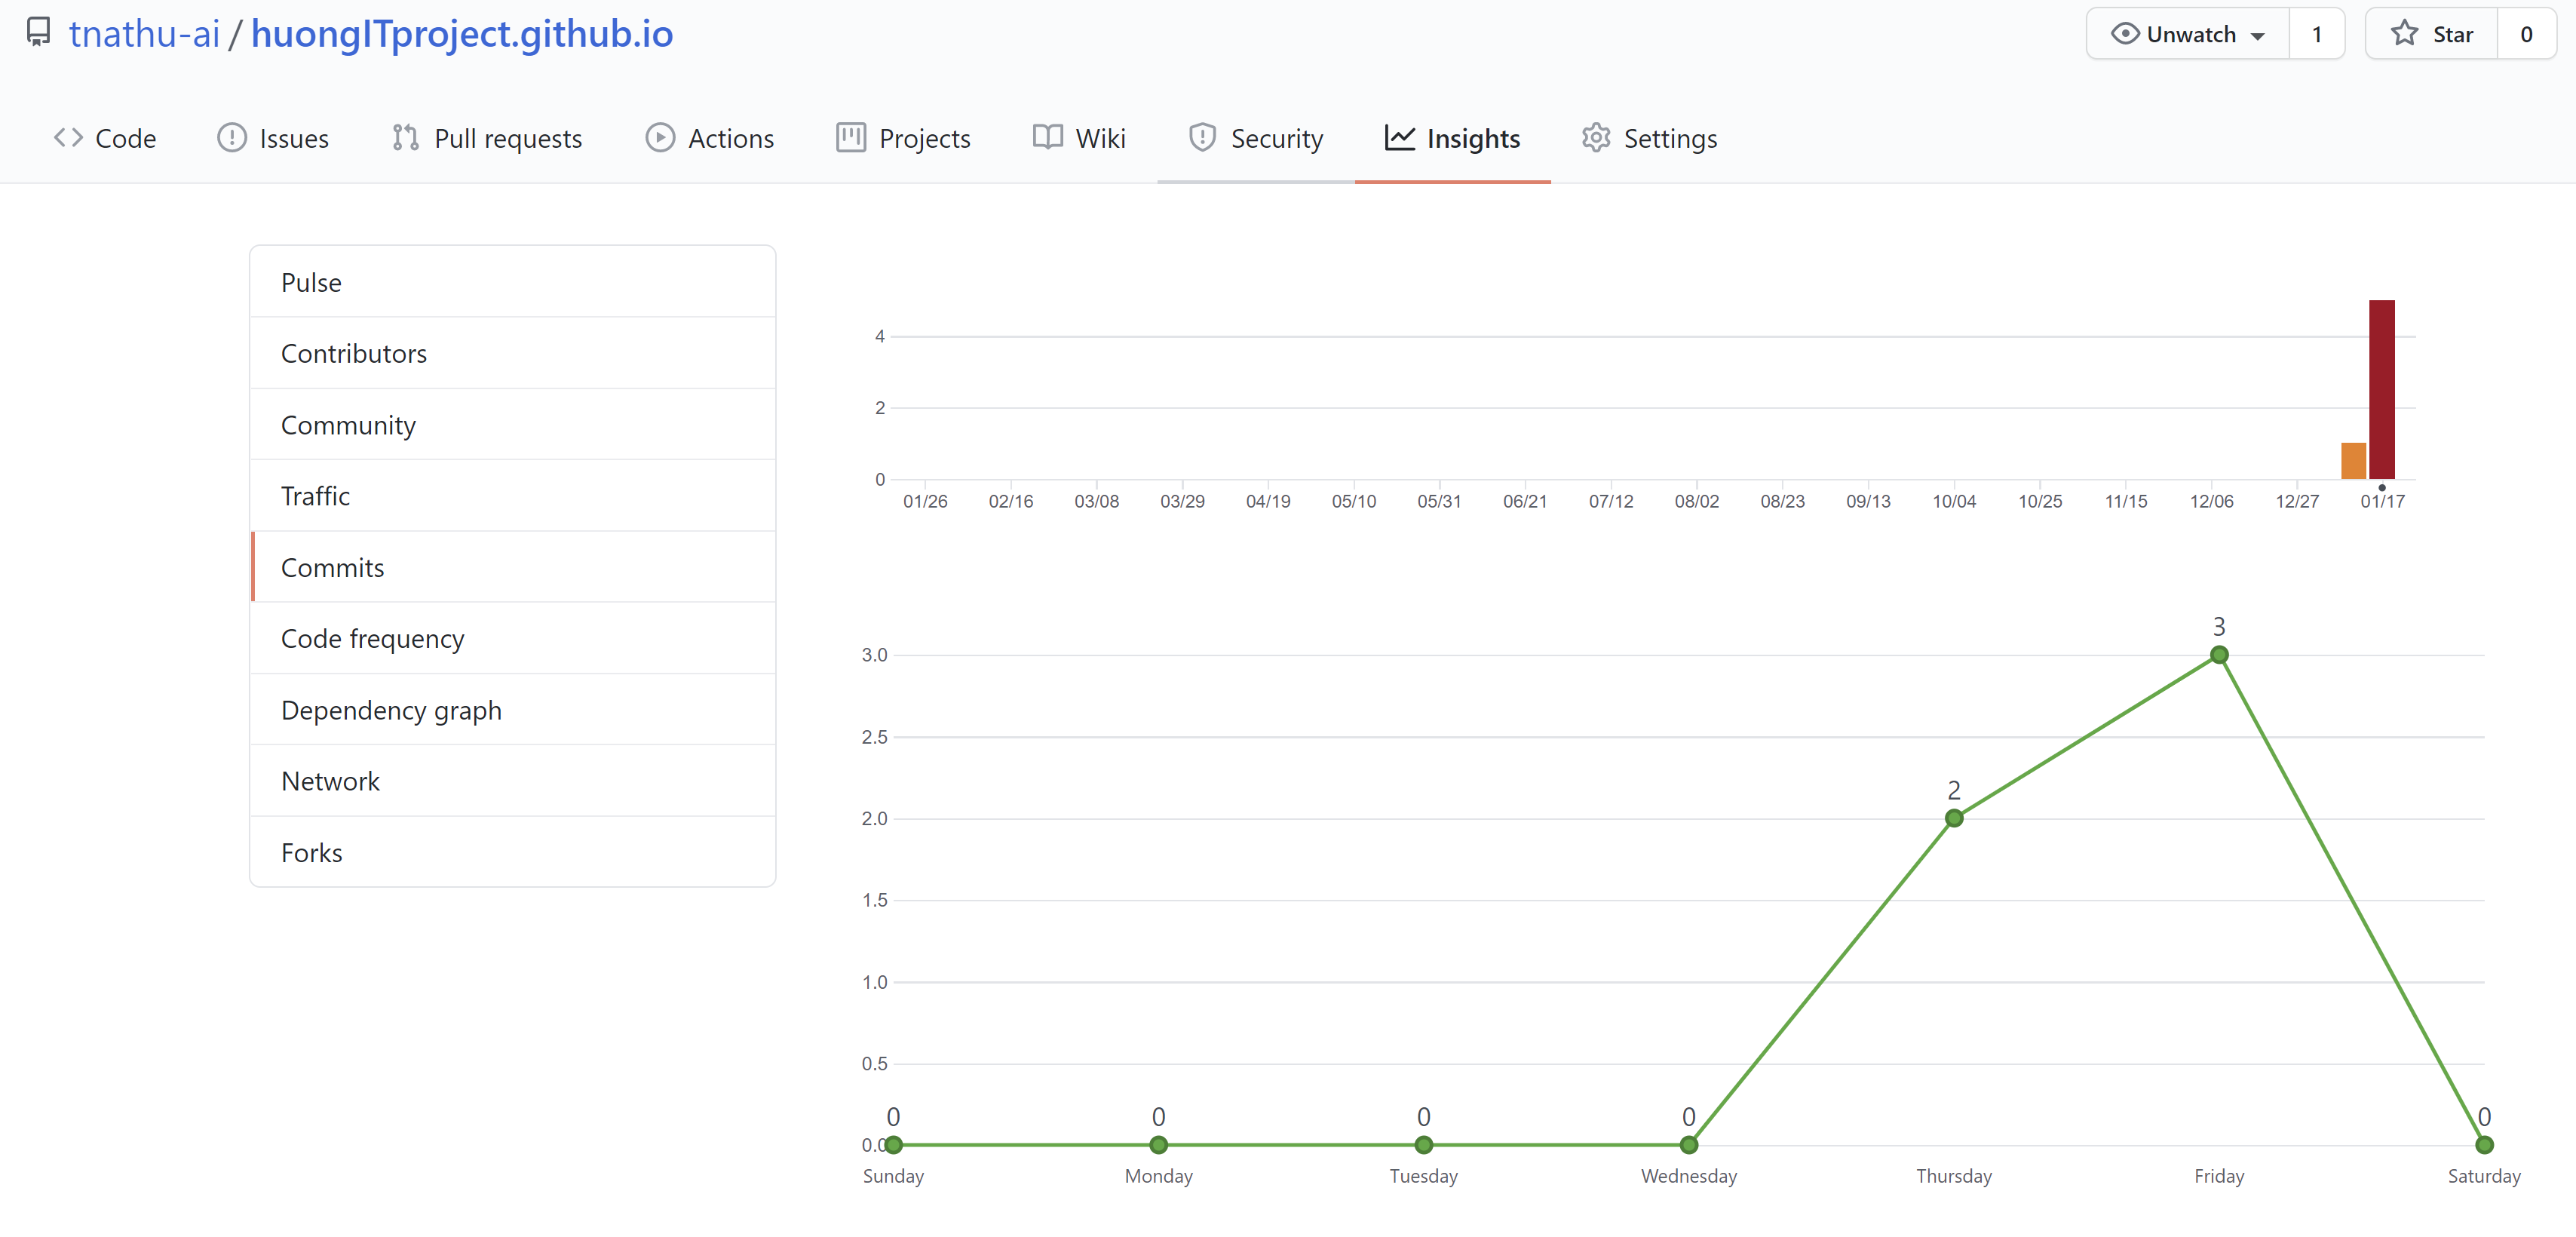 tnathu-ai / huongITproject.github.io
Unwatch 1 Star 0
Code Issues Pull requests Actions Projects Wiki Security Insights Settings
Pulse
Contributors
Community
Traffic
Commits
Code frequency
Dependency graph
Network
Forks
4
2
0
01/26 02/16 03/08 03/29 04/19 05/10 05/31 06/21 07/12 08/02 08/23 09/13 10/04 10/25 11/15 12/06 12/27 01/17
3
3.0
2.5
2
2.0
1.5
1.0
0.5
0 0 0 0 0
0.0
Sunday Monday Tuesday Wednesday Thursday Friday Saturday